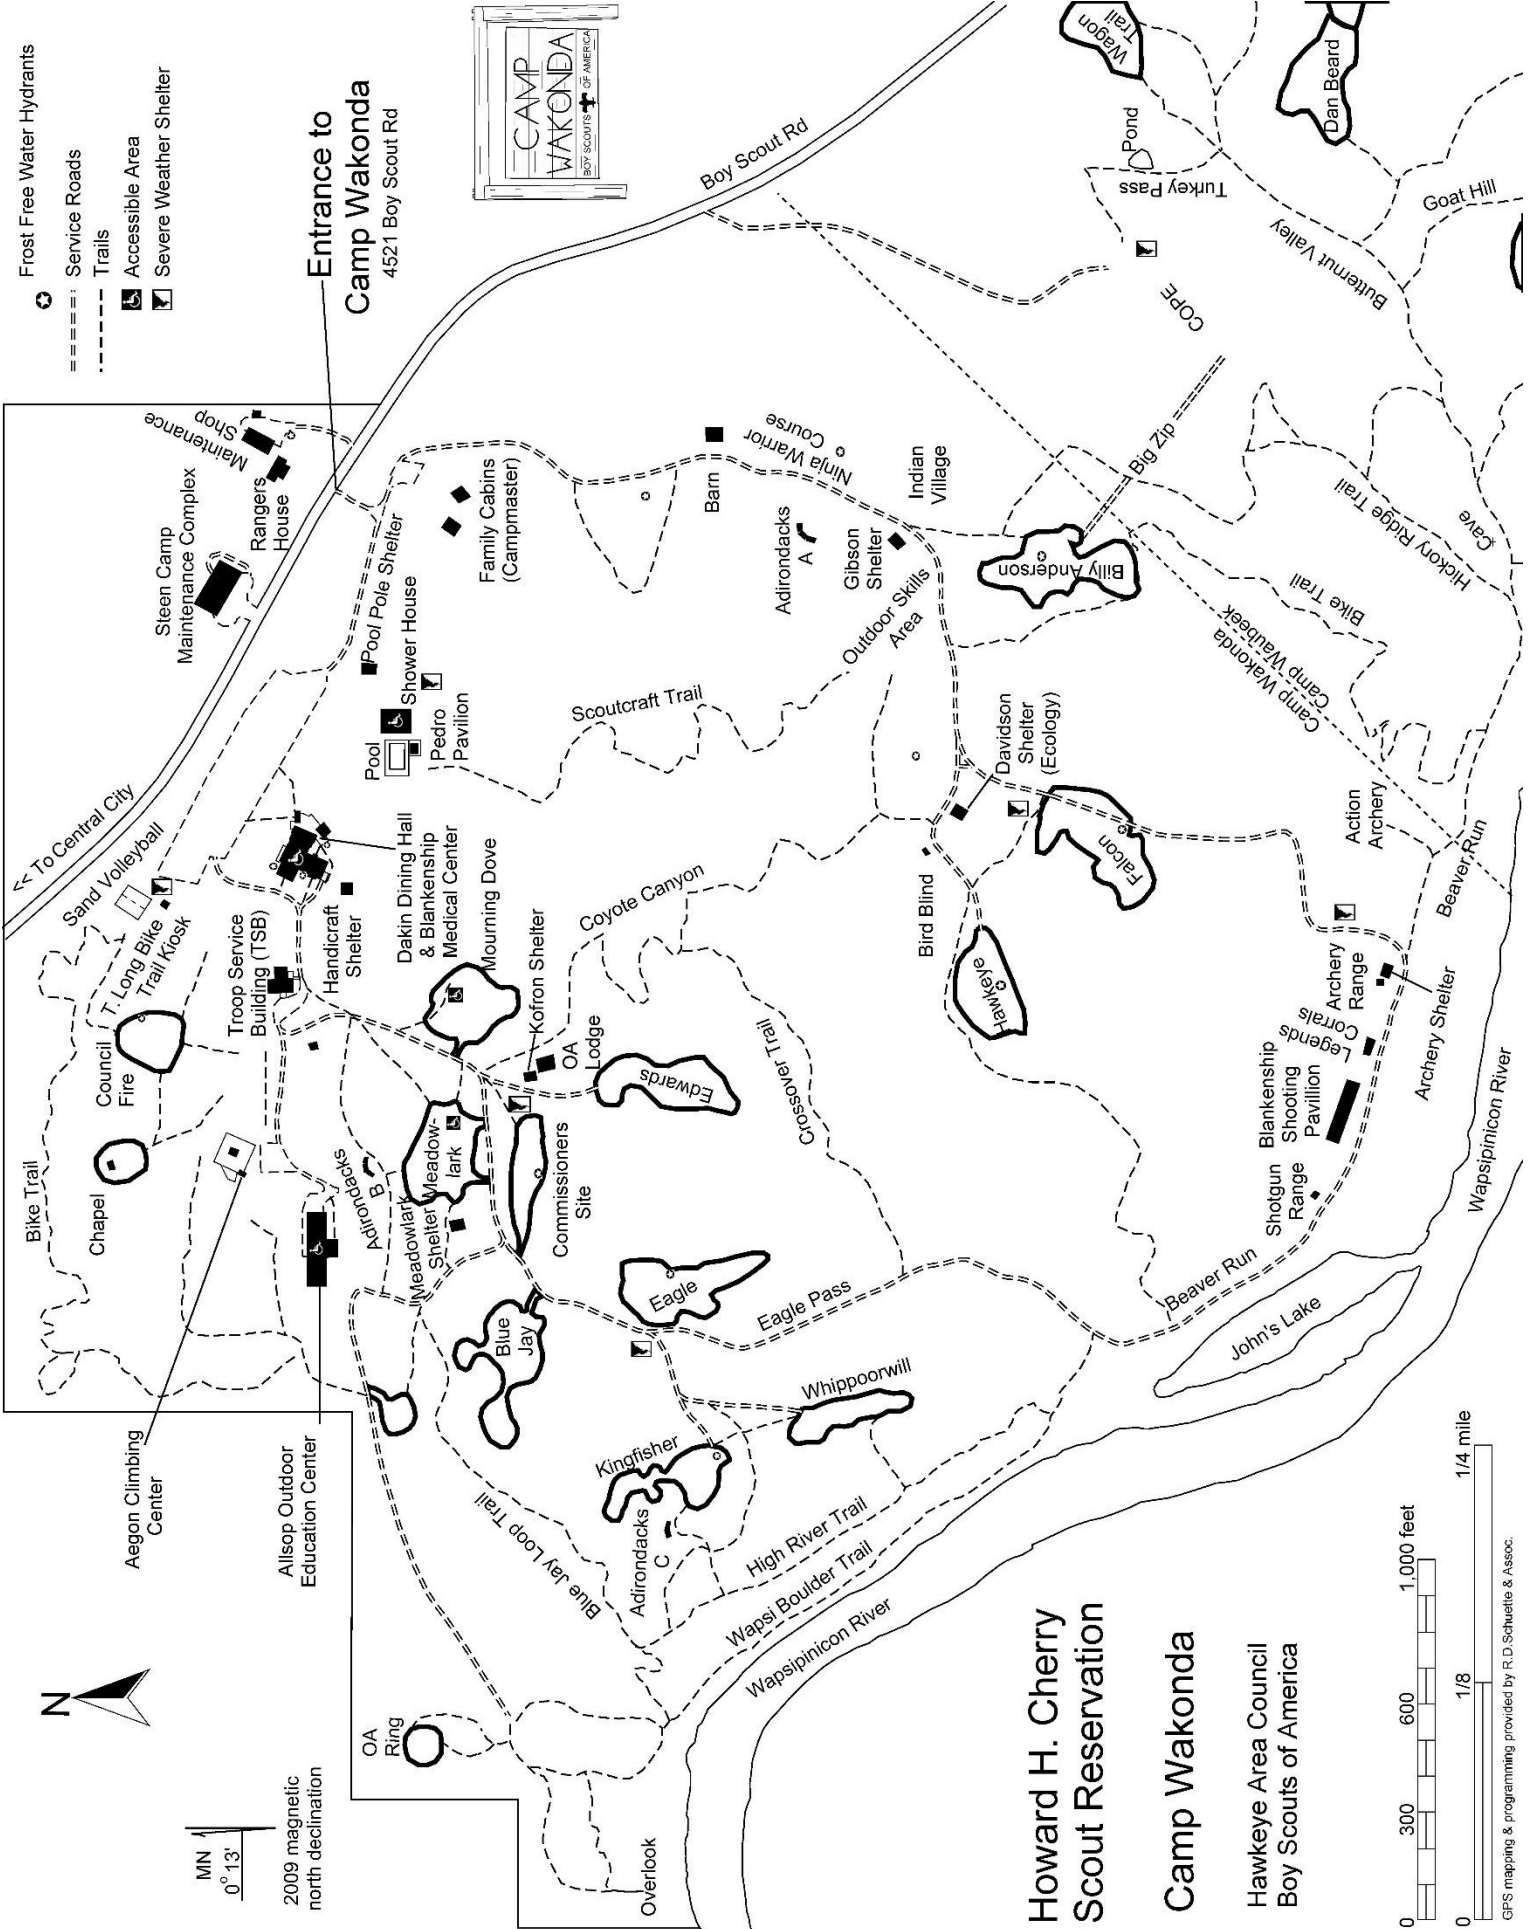 Frost Free Water Hydrants
Service Roads
Trails
Accessible Area
Severe Weather Shelter
Entrance to
Camp Wakonda
4521 Boy Scout Rd
CAMP
WAKONDA
BOY SCOUTS OF AMERICA
Boy Scout Rd
<< To Central City
Maintenance
Shop
Rangers
House
Steen Camp
Maintenance Complex
Sand Volleyball
T. Long Bike
Trail Kiosk
Bike Trail
Council
Fire
Chapel
Troop Service
Building (TSB)
Handicraft
Shelter
Dakin Dining Hall
& Blankenship
Medical Center
Mourning Dove
Pool Pole Shelter
Shower House
Pool
Pedro
Pavilion
Family Cabins
(Campmaster)
Barn
Ninja Warrior
Course
Indian
Village
Adirondacks
A
Gibson
Shelter
Outdoor Skills
Area
Scoutcraft Trail
Coyote Canyon
Kofron Shelter
OA
Lodge
Edwards
Crossover Trail
Bird Blind
Davidson
Shelter
(Ecology)
Hawkeye
Falcon
Billy Anderson
Big Zip
COPE
Turkey Pass
Pond
Wagon
Trail
Dan Beard
Goat Hill
Butternut Valley
Hickory Ridge Trail
Cave
Bike Trail
Camp Waubeek
Camp Wakonda
Action
Archery
Beaver Run
Archery
Range
Archery Shelter
Legends
Corrals
Blankenship
Shooting
Pavillion
Shotgun
Range
Beaver Run
Wapsipinicon River
John's Lake
Adirondacks
B
Meadowlark
Shelter
Meadow-
lark
Commissioners
Site
Eagle
Eagle Pass
Blue
Jay
Whippoorwill
Kingfisher
Adirondacks
C
Blue Jay Loop Trail
High River Trail
Wapsi Boulder Trail
Wapsipinicon River
Aegon Climbing
Center
Allsop Outdoor
Education Center
OA
Ring
Overlook
N
MN
0° 13'
2009 magnetic
north declination
Howard H. Cherry
Scout Reservation
Camp Wakonda
Hawkeye Area Council
Boy Scouts of America
0 300 600 1,000 feet
0 1/8 1/4 mile
GPS mapping & programming provided by R.D.Schuette & Assoc.